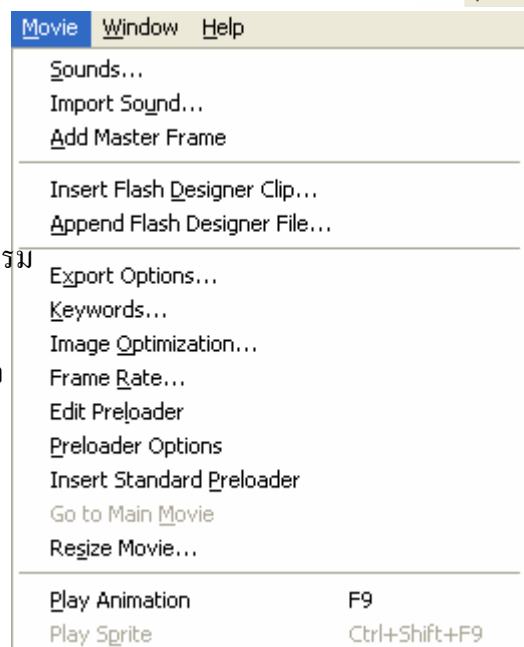 Movie Window Help
Sounds...
Import Sound...
Add Master Frame
Insert Flash Designer Clip...
Append Flash Designer File...
รม
Export Options...
Keywords...
Image Optimization...
Frame Rate...
Edit Preloader
Preloader Options
Insert Standard Preloader
Go to Main Movie
Resize Movie...
Play Animation F9
Play Sprite Ctrl+Shift+F9